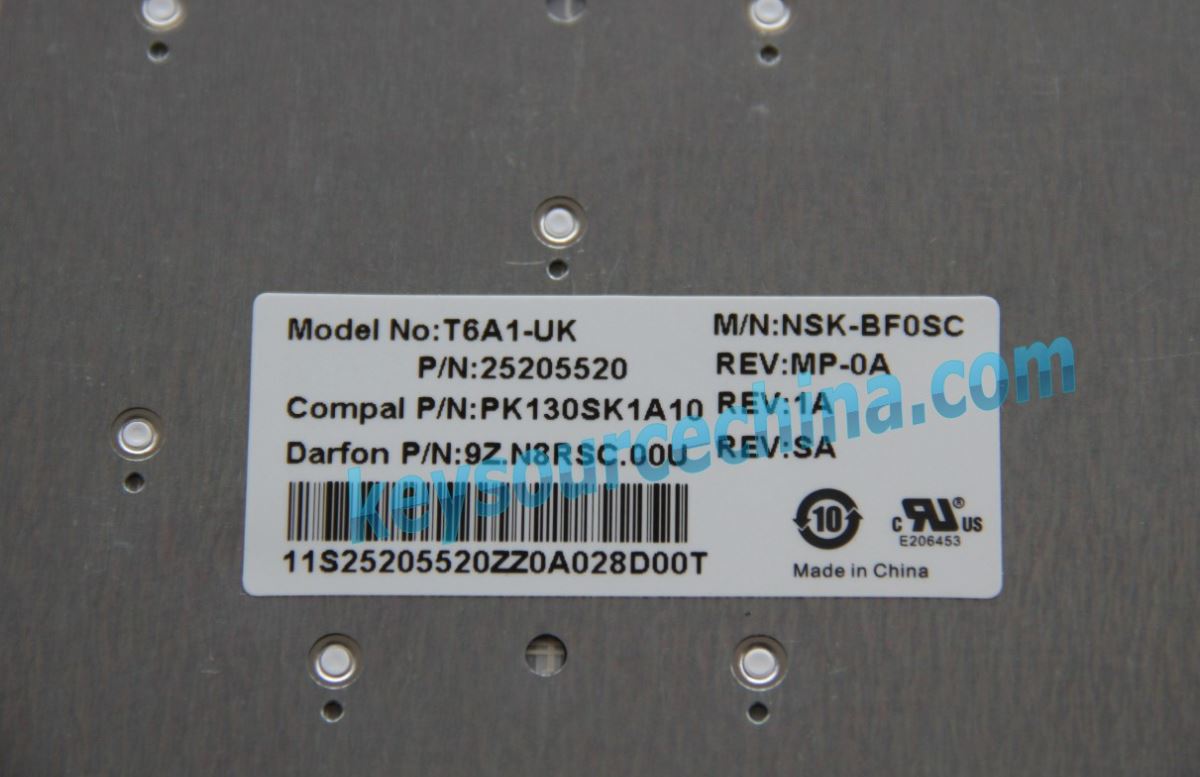 Model No:T6A1-UK M/N:NSK-BF0SC
P/N:25205520 REV:MP-0A
Compal P/N:PK130SK1A10 REV:1A
Darfon P/N:9Z.N8RSC.00U REV:SA
keysourcechina.com
11S25205520ZZ0A028D00T
10
c RU ® US
E206453
Made in China